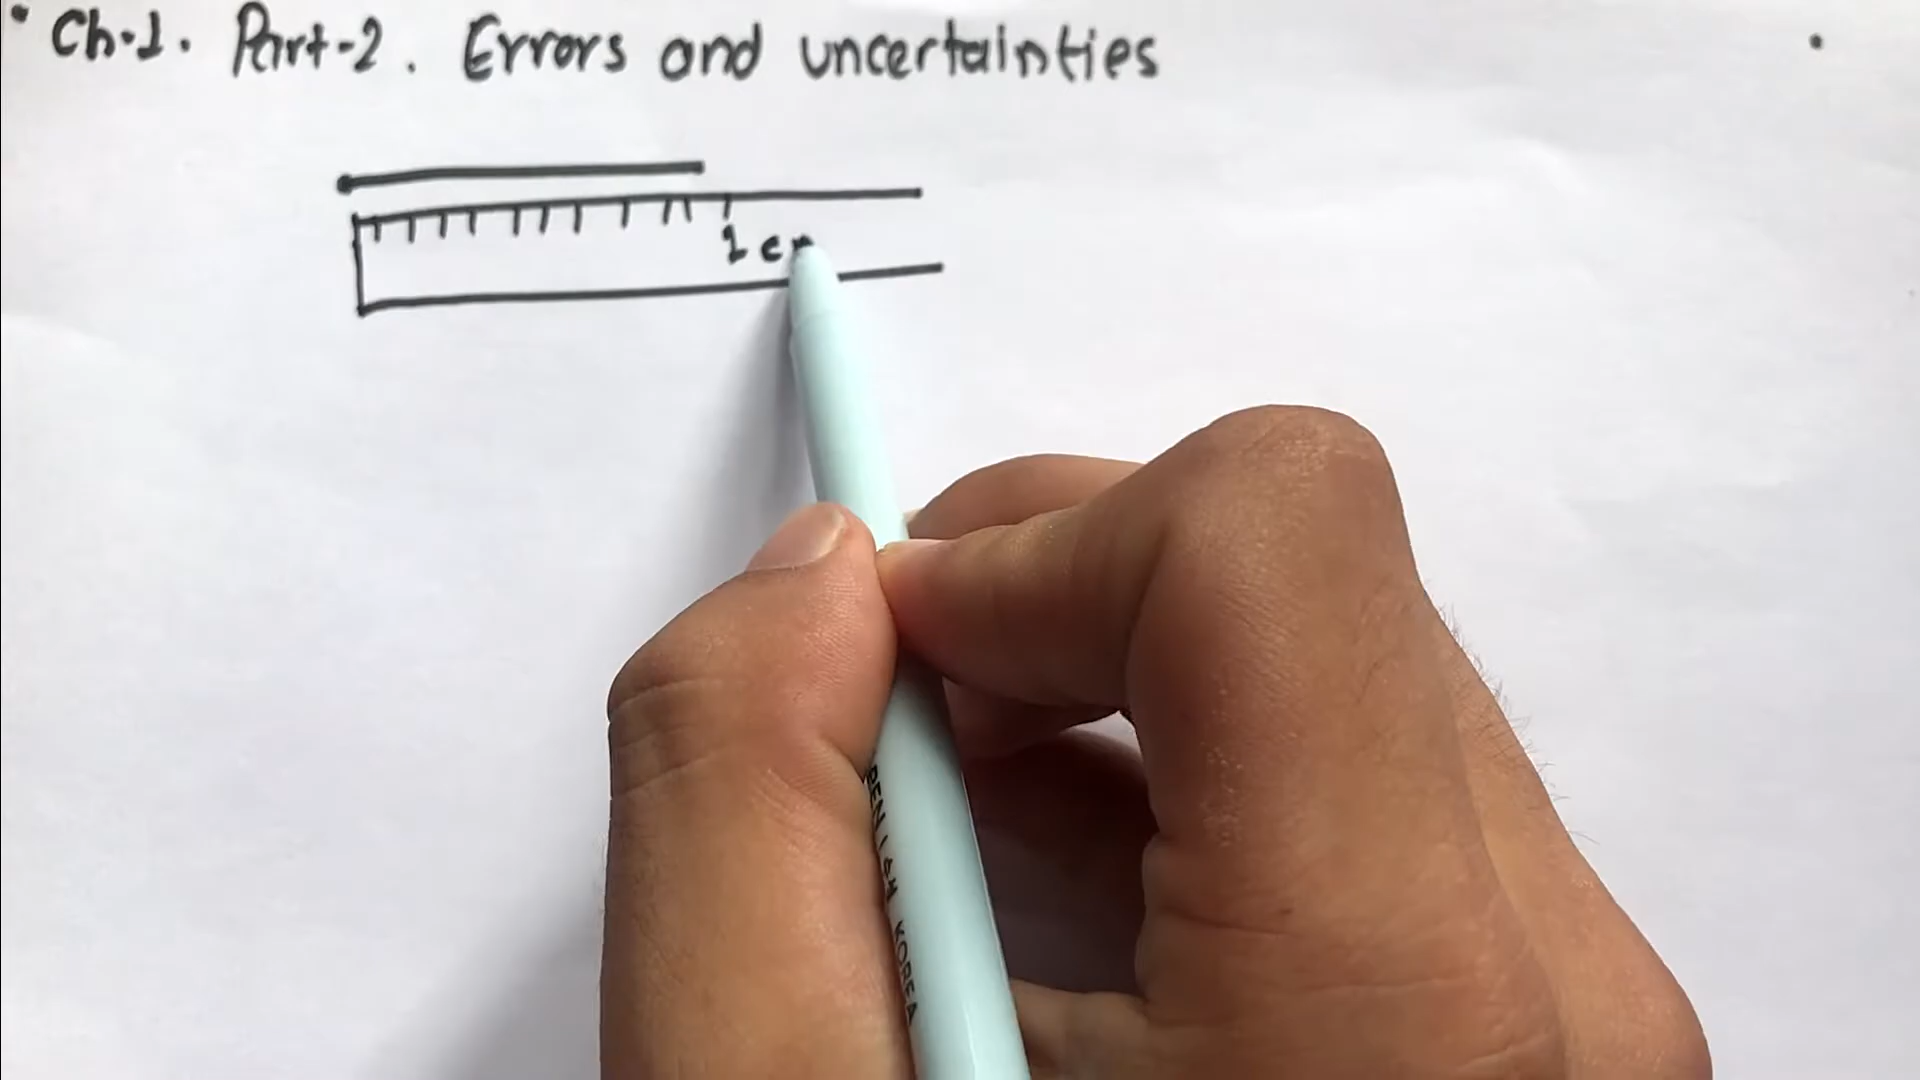 Ch.1. Part-2. Errors and uncertainties
1 cm
KOREA